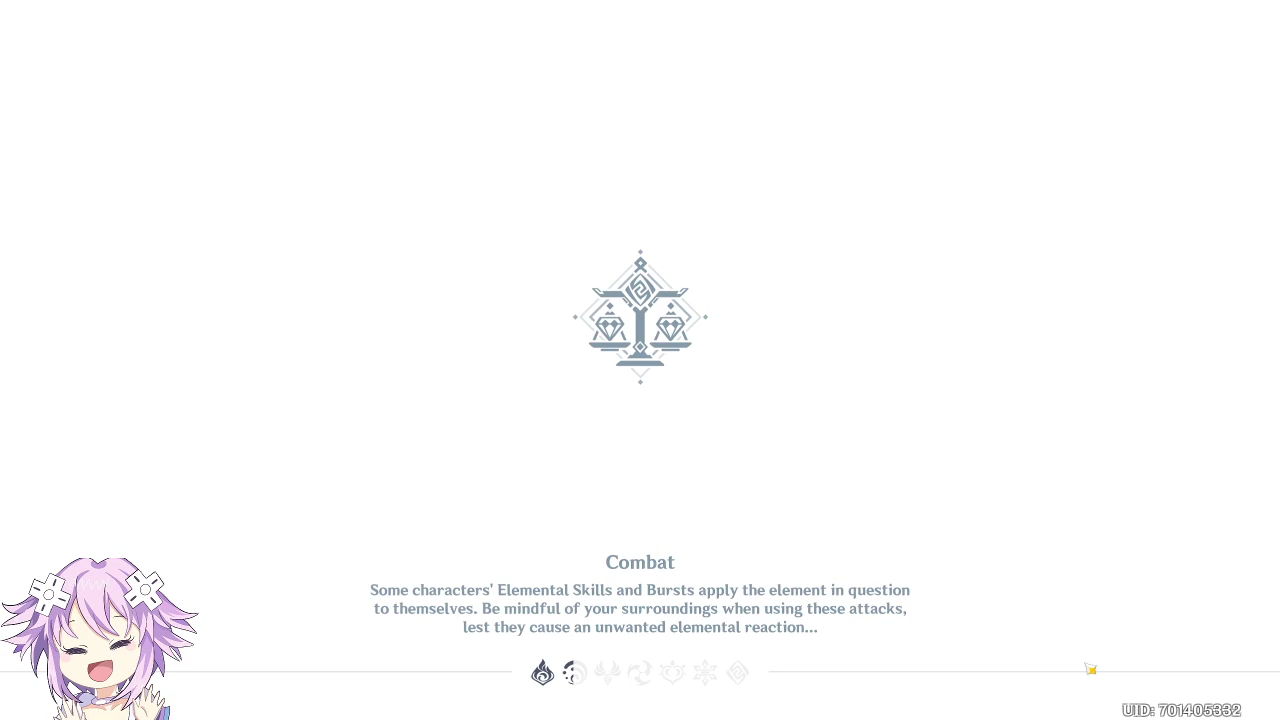 Combat
Some characters' Elemental Skills and Bursts apply the element in question
to themselves. Be mindful of your surroundings when using these attacks,
lest they cause an unwanted elemental reaction...
UID: 701405332